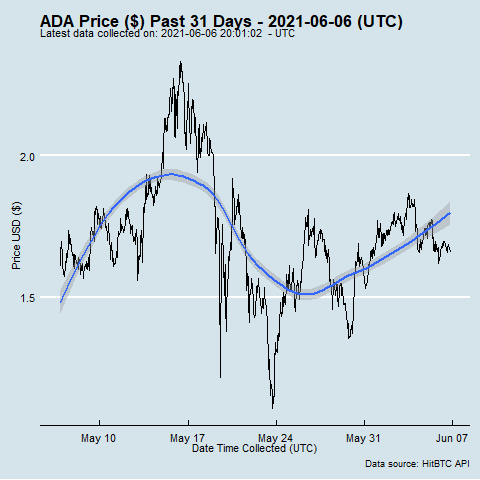 ADA Price ($) Past 31 Days - 2021-06-06 (UTC)
Latest data collected on: 2021-06-06 20:01:02 - UTC
Price USD ($)
2.0
1.5
May 10 May 17 May 24 May 31 Jun 07
Date Time Collected (UTC)
Data source: HitBTC API